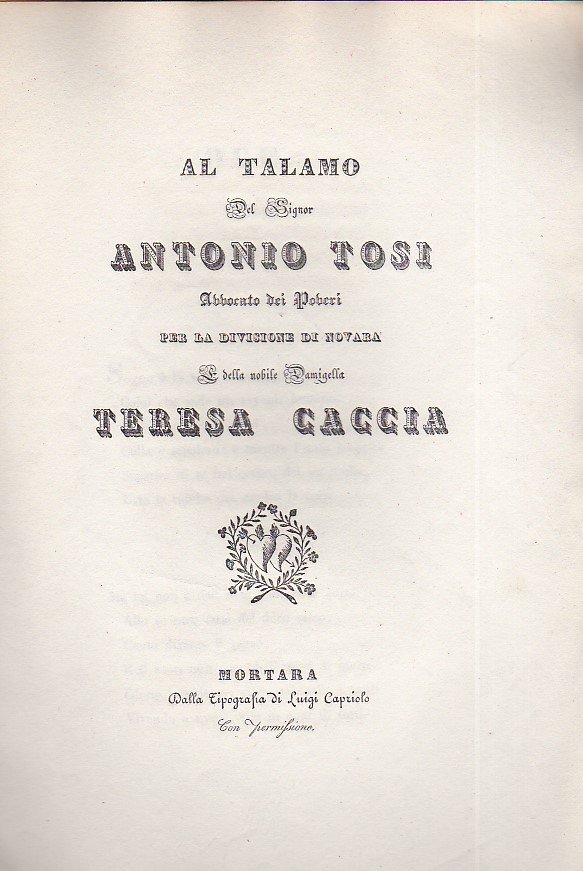 AL TALAMO
Del Signor
ANTONIO TOSI
Avvocato dei Poveri
PER LA DIVISIONE DI NOVARA
E della nobile Damigella
TERESA CACCIA
MORTARA
Dalla Tipografia di Luigi Capriolo
Con permissione.